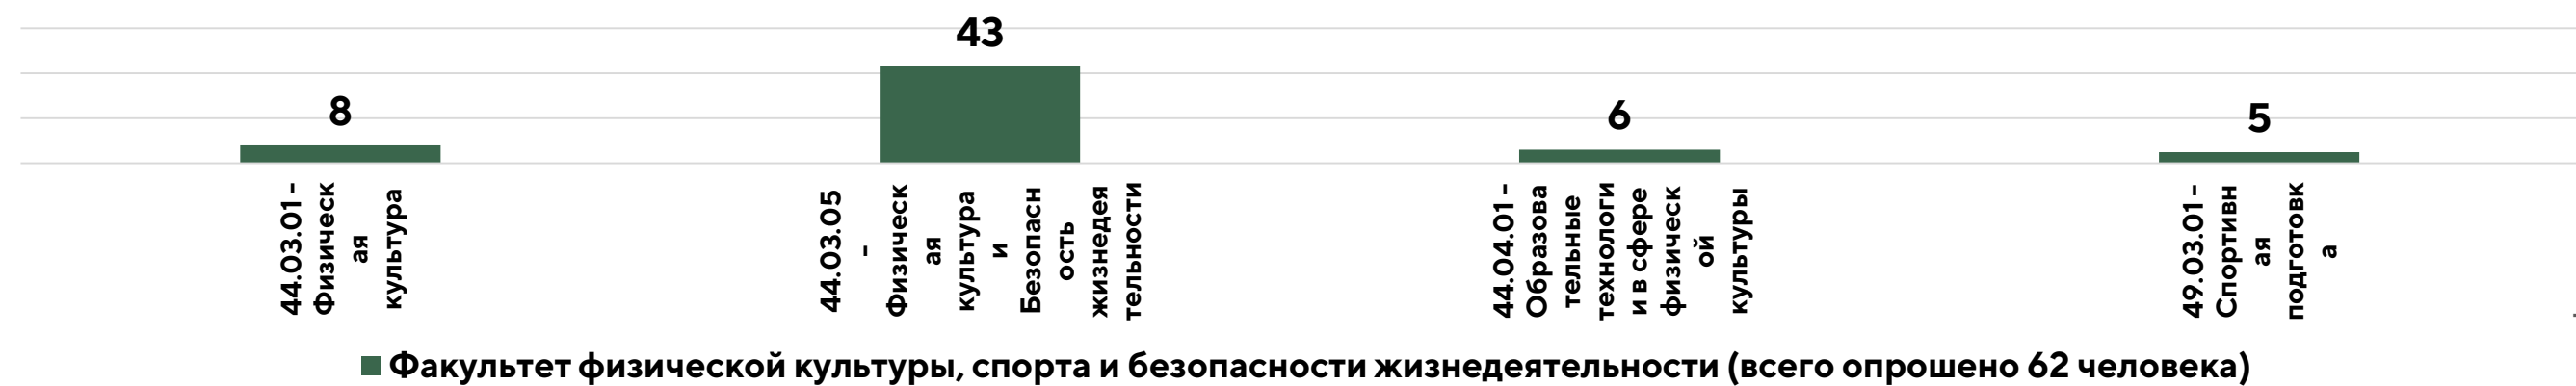 8
43
6
5
44.03.01 -
Физическ
ая
культура
44.03.05
-
Физическ
ая
культура
и
Безопасн
ость
жизнедея
тельности
44.04.01 -
Образова
тельные
технологи
и в сфере
физическ
ой
культуры
49.03.01 -
Спортивн
ая
подготовк
а
Факультет физической культуры, спорта и безопасности жизнедеятельности (всего опрошено 62 человека)